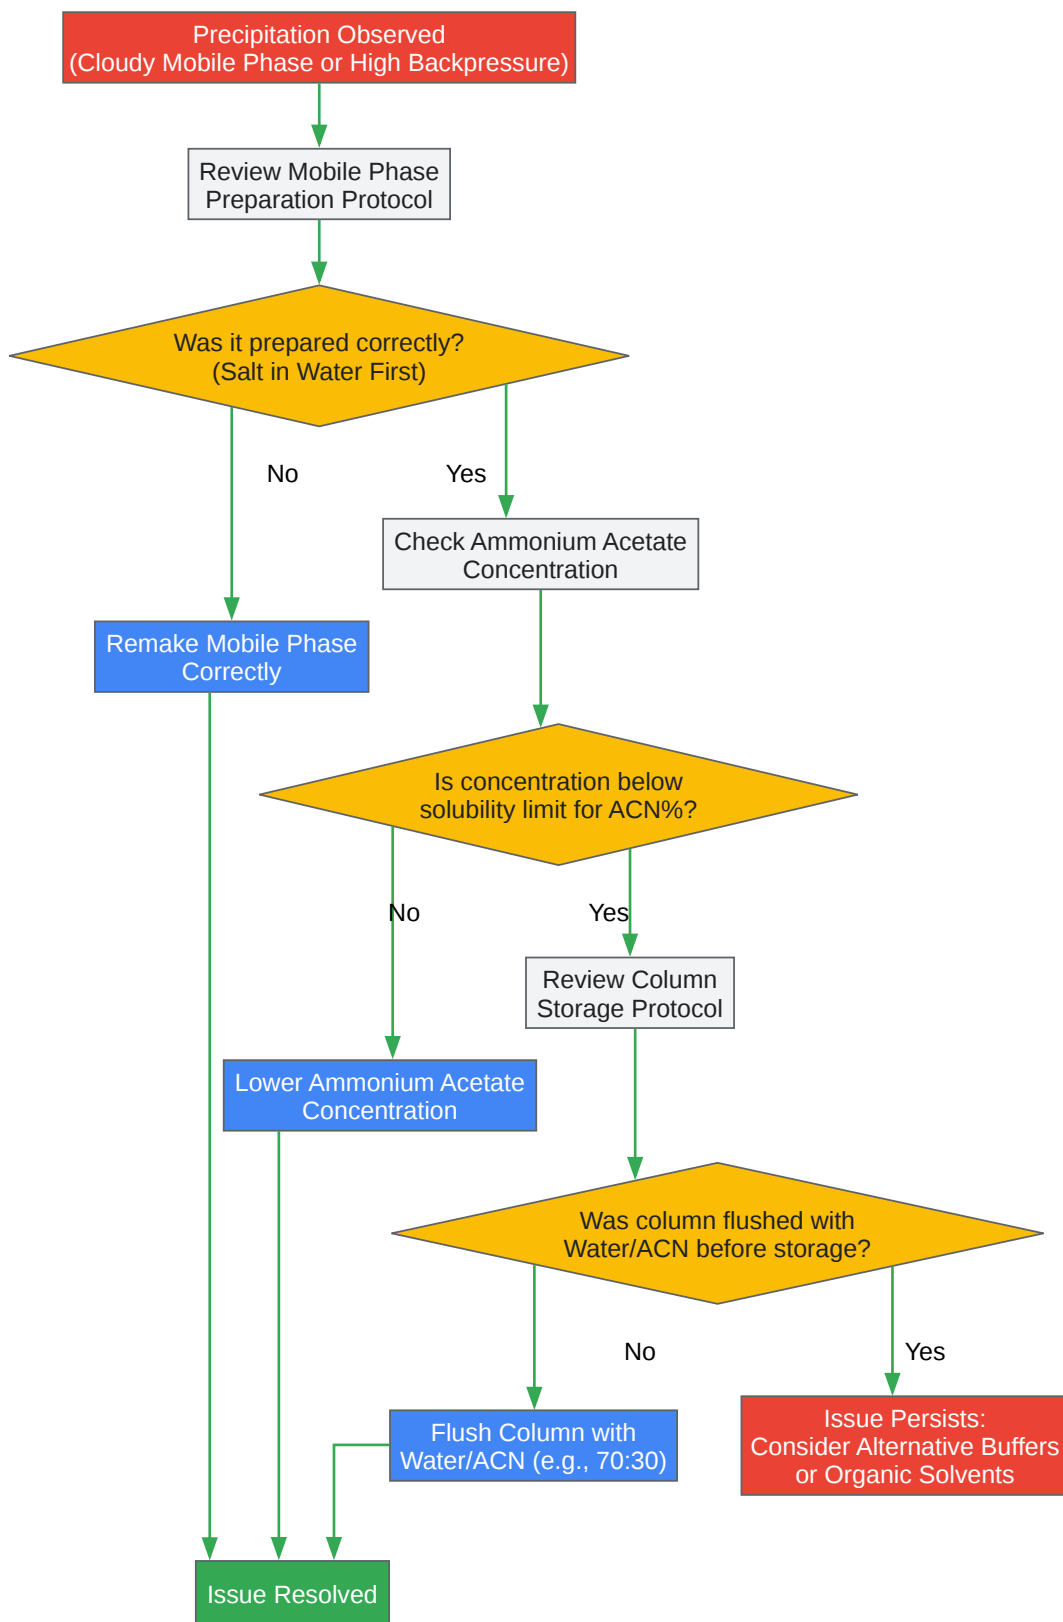 Precipitation Observed
(Cloudy Mobile Phase or High Backpressure)
Review Mobile Phase
Preparation Protocol
Was it prepared correctly?
(Salt in Water First)
No
Yes
Check Ammonium Acetate
Concentration
Remake Mobile Phase
Correctly
Is concentration below
solubility limit for ACN%?
No
Yes
Review Column
Storage Protocol
Lower Ammonium Acetate
Concentration
Was column flushed with
Water/ACN before storage?
No
Yes
Flush Column with
Water/ACN (e.g., 70:30)
Issue Persists:
Consider Alternative Buffers
or Organic Solvents
Issue Resolved